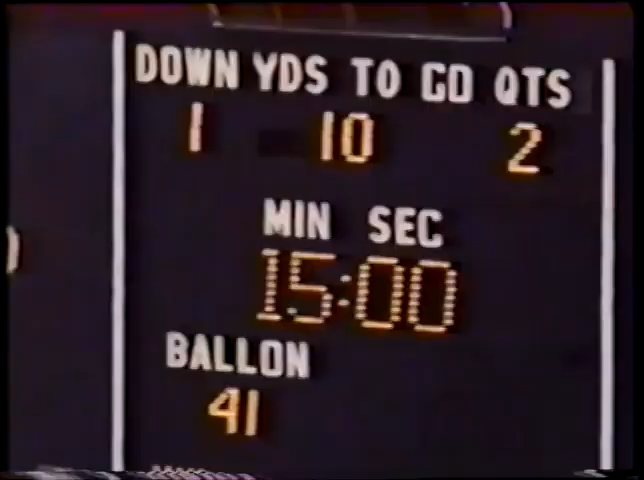 DOWN YDS TO GO QTS
1 10 2
MIN SEC
15:00
BALLON
41